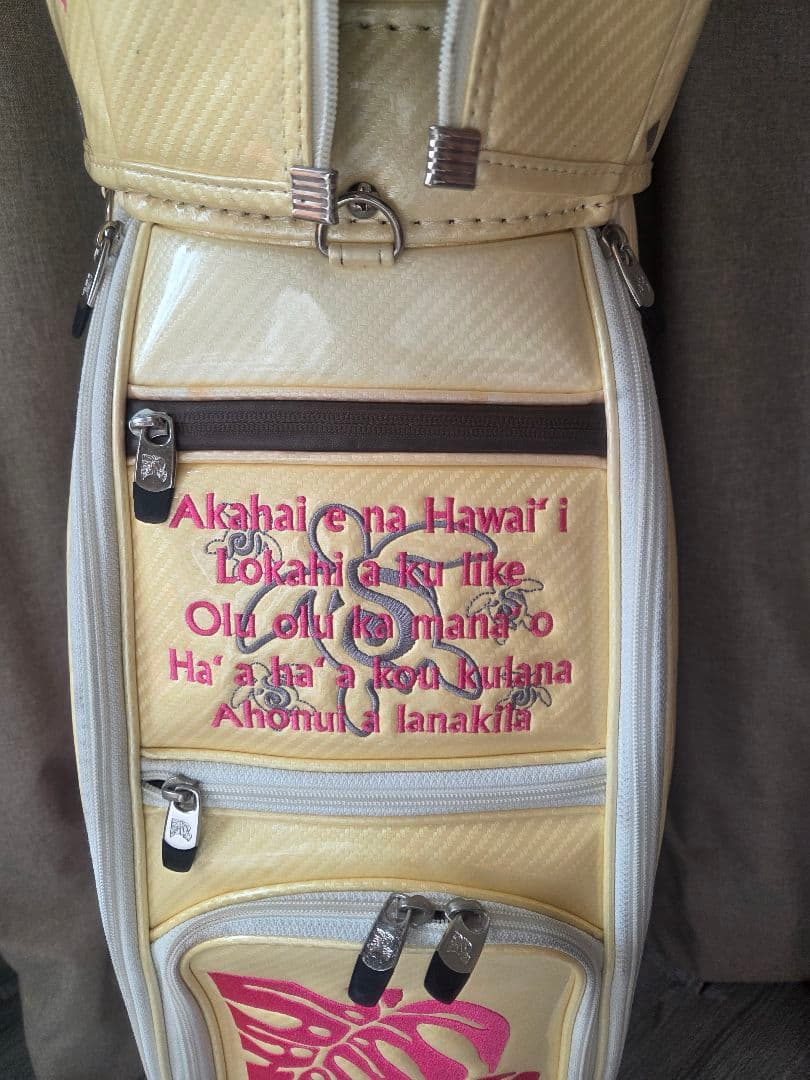 Akahai e na Hawai‘ i
Lokahi a ku like
Olu olu ka mana o
Ha‘ a ha‘ a kou kulana
Ahonui a lanakila